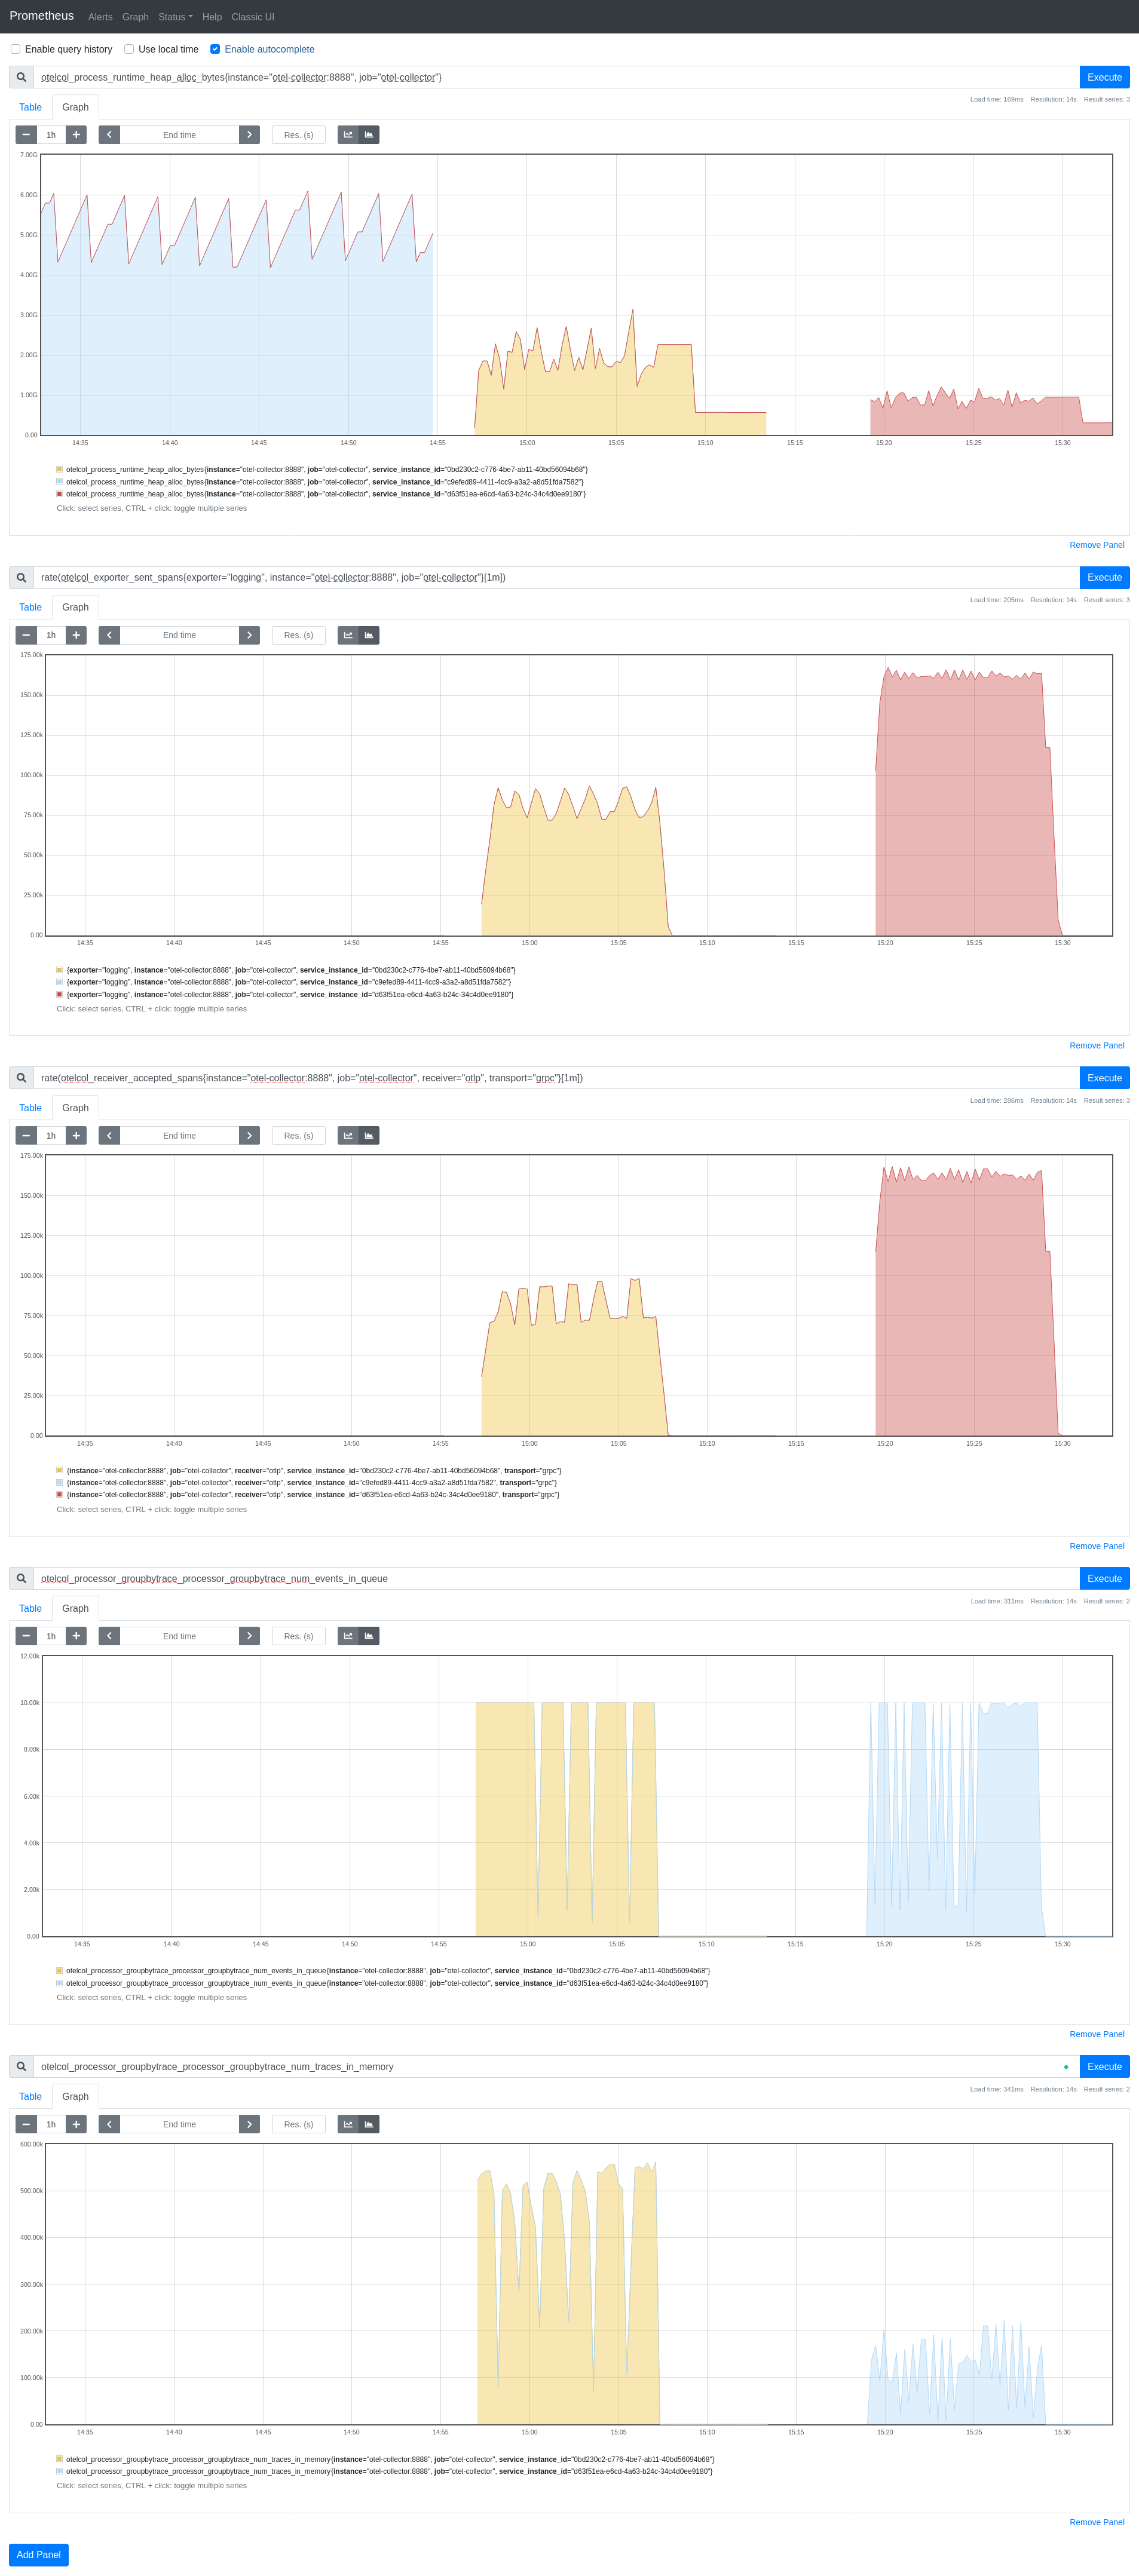 Prometheus Alerts Graph Status Help Classic UI
Enable query history Use local time Enable autocomplete
otelcol_process_runtime_heap_alloc_bytes{instance="otel-collector:8888", job="otel-collector"} Execute
Table Graph Load time: 169ms Resolution: 14s Result series: 3
1h End time Res. (s)
7.00G
6.00G
5.00G
4.00G
3.00G
2.00G
1.00G
0.00
14:35 14:40 14:45 14:50 14:55 15:00 15:05 15:10 15:15 15:20 15:25 15:30
otelcol_process_runtime_heap_alloc_bytes{instance="otel-collector:8888", job="otel-collector", service_instance_id="0bd230c2-c776-4be7-ab11-40bd56094b68"}
otelcol_process_runtime_heap_alloc_bytes{instance="otel-collector:8888", job="otel-collector", service_instance_id="c9efed89-4411-4cc9-a3a2-a8d51fda7582"}
otelcol_process_runtime_heap_alloc_bytes{instance="otel-collector:8888", job="otel-collector", service_instance_id="d63f51ea-e6cd-4a63-b24c-34c4d0ee9180"}
Click: select series, CTRL + click: toggle multiple series
Remove Panel
rate(otelcol_exporter_sent_spans{exporter="logging", instance="otel-collector:8888", job="otel-collector"}[1m]) Execute
Table Graph Load time: 205ms Resolution: 14s Result series: 3
1h End time Res. (s)
175.00k
150.00k
125.00k
100.00k
75.00k
50.00k
25.00k
0.00
14:35 14:40 14:45 14:50 14:55 15:00 15:05 15:10 15:15 15:20 15:25 15:30
{exporter="logging", instance="otel-collector:8888", job="otel-collector", service_instance_id="0bd230c2-c776-4be7-ab11-40bd56094b68"}
{exporter="logging", instance="otel-collector:8888", job="otel-collector", service_instance_id="c9efed89-4411-4cc9-a3a2-a8d51fda7582"}
{exporter="logging", instance="otel-collector:8888", job="otel-collector", service_instance_id="d63f51ea-e6cd-4a63-b24c-34c4d0ee9180"}
Click: select series, CTRL + click: toggle multiple series
Remove Panel
rate(otelcol_receiver_accepted_spans{instance="otel-collector:8888", job="otel-collector", receiver="otlp", transport="grpc"}[1m]) Execute
Table Graph Load time: 286ms Resolution: 14s Result series: 3
1h End time Res. (s)
175.00k
150.00k
125.00k
100.00k
75.00k
50.00k
25.00k
0.00
14:35 14:40 14:45 14:50 14:55 15:00 15:05 15:10 15:15 15:20 15:25 15:30
{instance="otel-collector:8888", job="otel-collector", receiver="otlp", service_instance_id="0bd230c2-c776-4be7-ab11-40bd56094b68", transport="grpc"}
{instance="otel-collector:8888", job="otel-collector", receiver="otlp", service_instance_id="c9efed89-4411-4cc9-a3a2-a8d51fda7582", transport="grpc"}
{instance="otel-collector:8888", job="otel-collector", receiver="otlp", service_instance_id="d63f51ea-e6cd-4a63-b24c-34c4d0ee9180", transport="grpc"}
Click: select series, CTRL + click: toggle multiple series
Remove Panel
otelcol_processor_groupbytrace_processor_groupbytrace_num_events_in_queue Execute
Table Graph Load time: 311ms Resolution: 14s Result series: 2
1h End time Res. (s)
12.00k
10.00k
8.00k
6.00k
4.00k
2.00k
0.00
14:35 14:40 14:45 14:50 14:55 15:00 15:05 15:10 15:15 15:20 15:25 15:30
otelcol_processor_groupbytrace_processor_groupbytrace_num_events_in_queue{instance="otel-collector:8888", job="otel-collector", service_instance_id="0bd230c2-c776-4be7-ab11-40bd56094b68"}
otelcol_processor_groupbytrace_processor_groupbytrace_num_events_in_queue{instance="otel-collector:8888", job="otel-collector", service_instance_id="d63f51ea-e6cd-4a63-b24c-34c4d0ee9180"}
Click: select series, CTRL + click: toggle multiple series
Remove Panel
otelcol_processor_groupbytrace_processor_groupbytrace_num_traces_in_memory Execute
Table Graph Load time: 341ms Resolution: 14s Result series: 2
1h End time Res. (s)
600.00k
500.00k
400.00k
300.00k
200.00k
100.00k
0.00
14:35 14:40 14:45 14:50 14:55 15:00 15:05 15:10 15:15 15:20 15:25 15:30
otelcol_processor_groupbytrace_processor_groupbytrace_num_traces_in_memory{instance="otel-collector:8888", job="otel-collector", service_instance_id="0bd230c2-c776-4be7-ab11-40bd56094b68"}
otelcol_processor_groupbytrace_processor_groupbytrace_num_traces_in_memory{instance="otel-collector:8888", job="otel-collector", service_instance_id="d63f51ea-e6cd-4a63-b24c-34c4d0ee9180"}
Click: select series, CTRL + click: toggle multiple series
Remove Panel
Add Panel